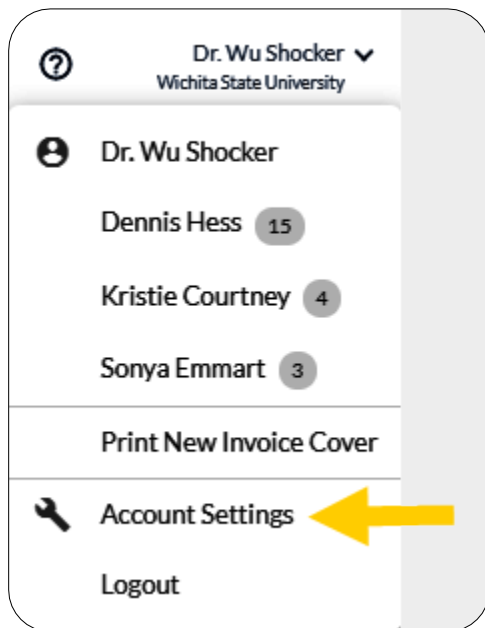 Dr. Wu Shocker
Wichita State University
Dr. Wu Shocker
Dennis Hess 15
Kristie Courtney 4
Sonya Emmart 3
Print New Invoice Cover
Account Settings
Logout